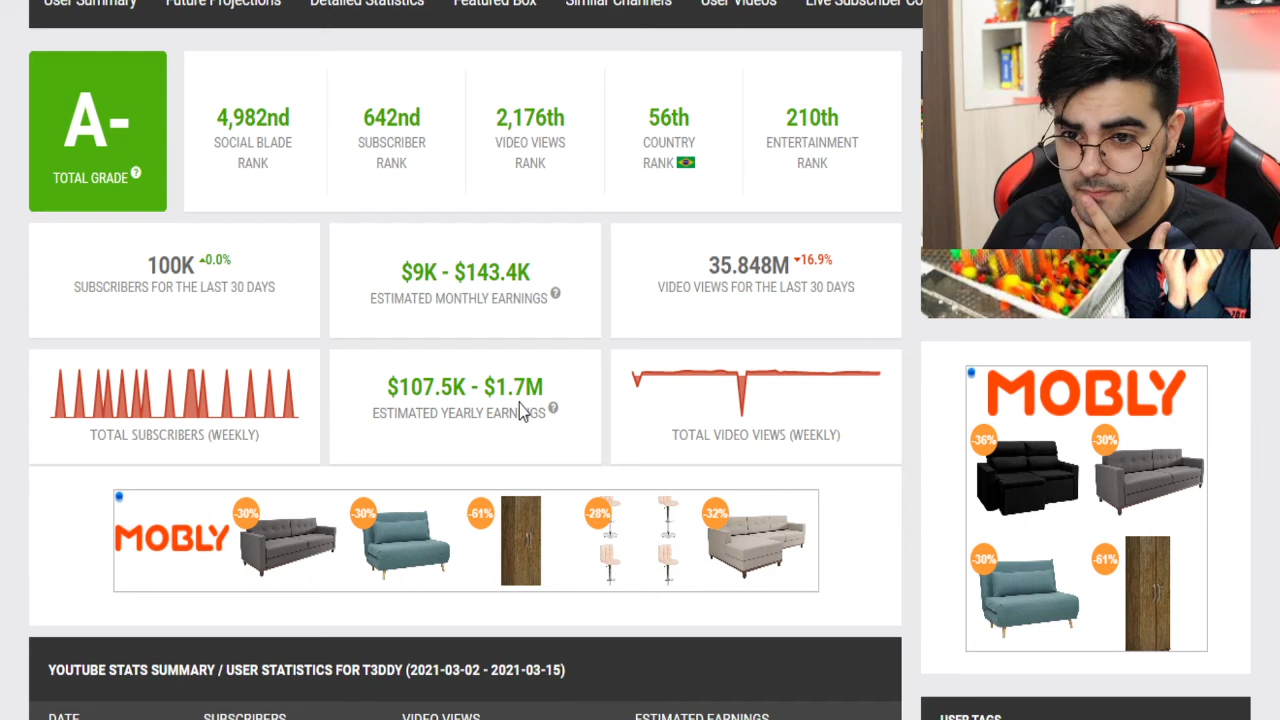 User Summary Future Projections Detailed Statistics Featured Box Similar Channels User Videos Live Subscriber Co
A-
TOTAL GRADE ?
4,982nd
SOCIAL BLADE
RANK
642nd
SUBSCRIBER
RANK
2,176th
VIDEO VIEWS
RANK
56th
COUNTRY
RANK
210th
ENTERTAINMENT
RANK
100K 0.0%
SUBSCRIBERS FOR THE LAST 30 DAYS
$9K - $143.4K
ESTIMATED MONTHLY EARNINGS ?
35.848M 16.9%
VIDEO VIEWS FOR THE LAST 30 DAYS
TOTAL SUBSCRIBERS (WEEKLY)
$107.5K - $1.7M
ESTIMATED YEARLY EARNINGS ?
TOTAL VIDEO VIEWS (WEEKLY)
MOBLY
-30%
-30%
-61%
-28%
-32%
MOBLY
-36%
-30%
-30%
-61%
YOUTUBE STATS SUMMARY / USER STATISTICS FOR T3DDY (2021-03-02 - 2021-03-15)
DATE SUBSCRIBERS VIDEO VIEWS ESTIMATED EARNINGS
USER TAGS